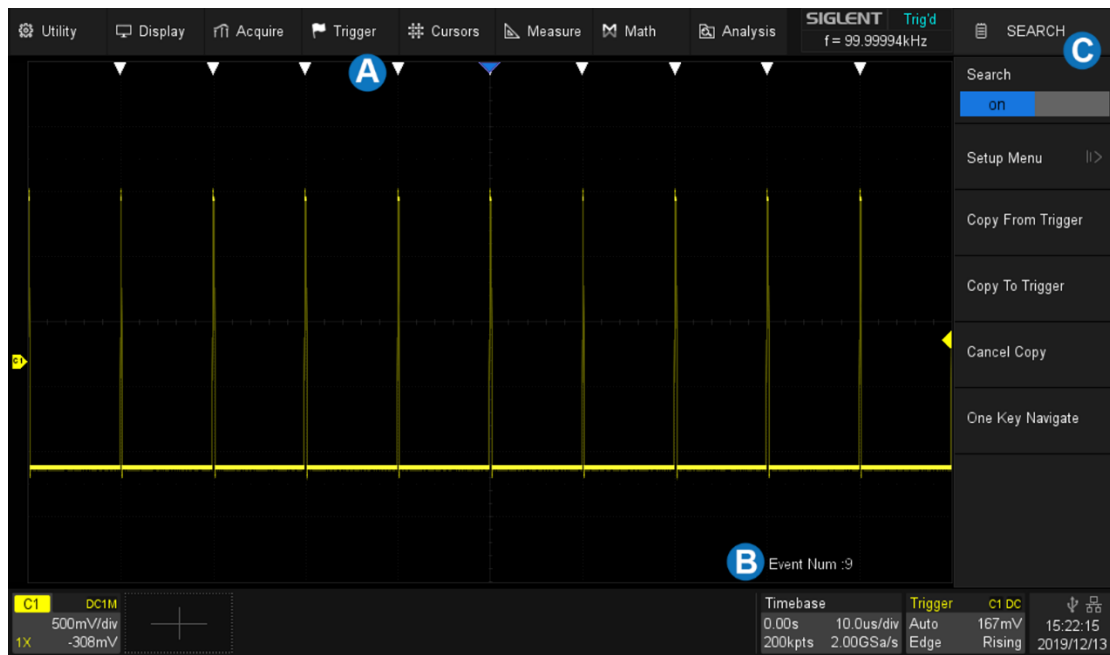 Utility Display Acquire Trigger Cursors Measure Math Analysis
SIGLENT Trig'd
f = 99.99994kHz
SEARCH
C
A
Search
on
Setup Menu
Copy From Trigger
Copy To Trigger
Cancel Copy
One Key Navigate
C1
B Event Num :9
C1 DC1M
500mV/div
1X -308mV
Timebase
0.00s 10.0us/div
200kpts 2.00GSa/s
Trigger C1 DC
Auto 167mV
Edge Rising
15:22:15
2019/12/13